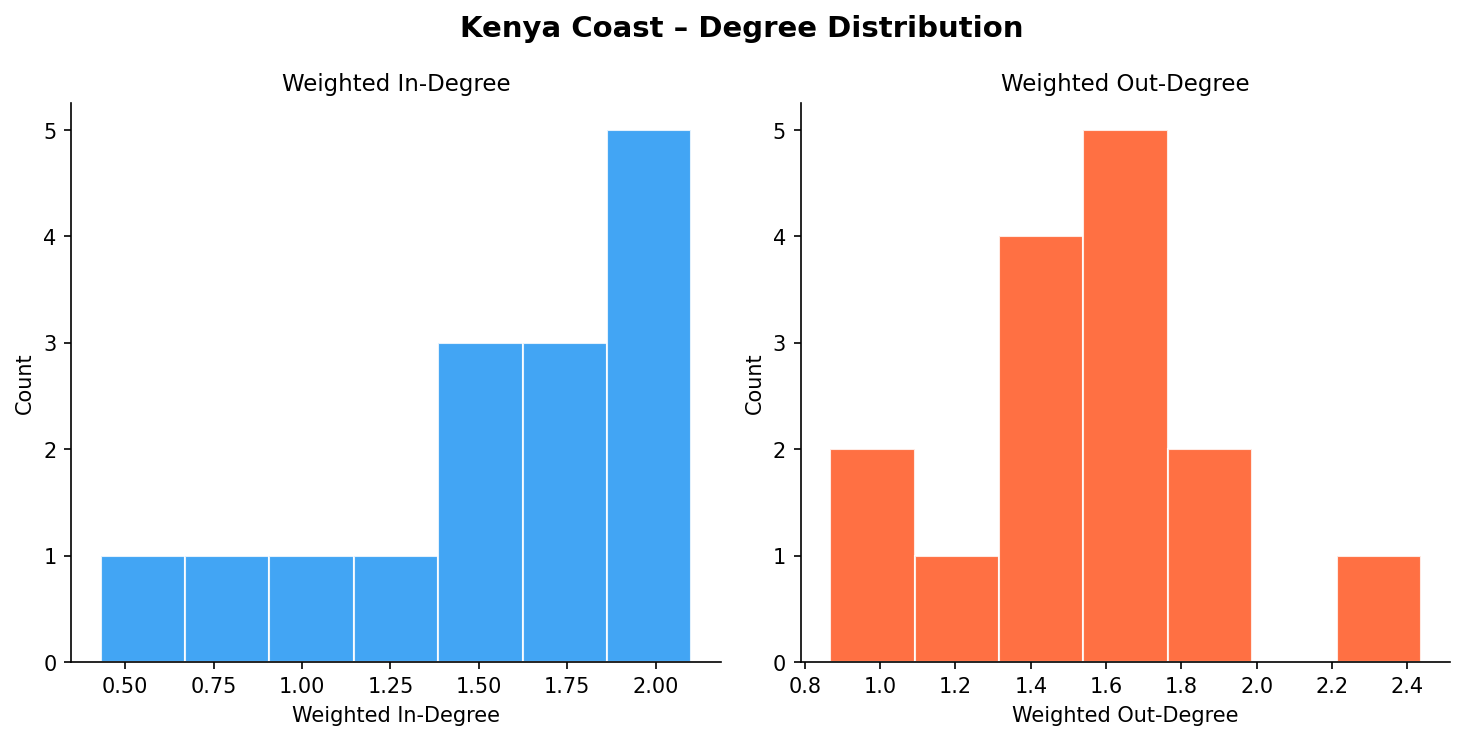 Kenya Coast – Degree Distribution
Weighted In-Degree
Count
5
4
3
2
1
0
0.50 0.75 1.00 1.25 1.50 1.75 2.00
Weighted In-Degree
Weighted Out-Degree
Count
5
4
3
2
1
0
0.8 1.0 1.2 1.4 1.6 1.8 2.0 2.2 2.4
Weighted Out-Degree